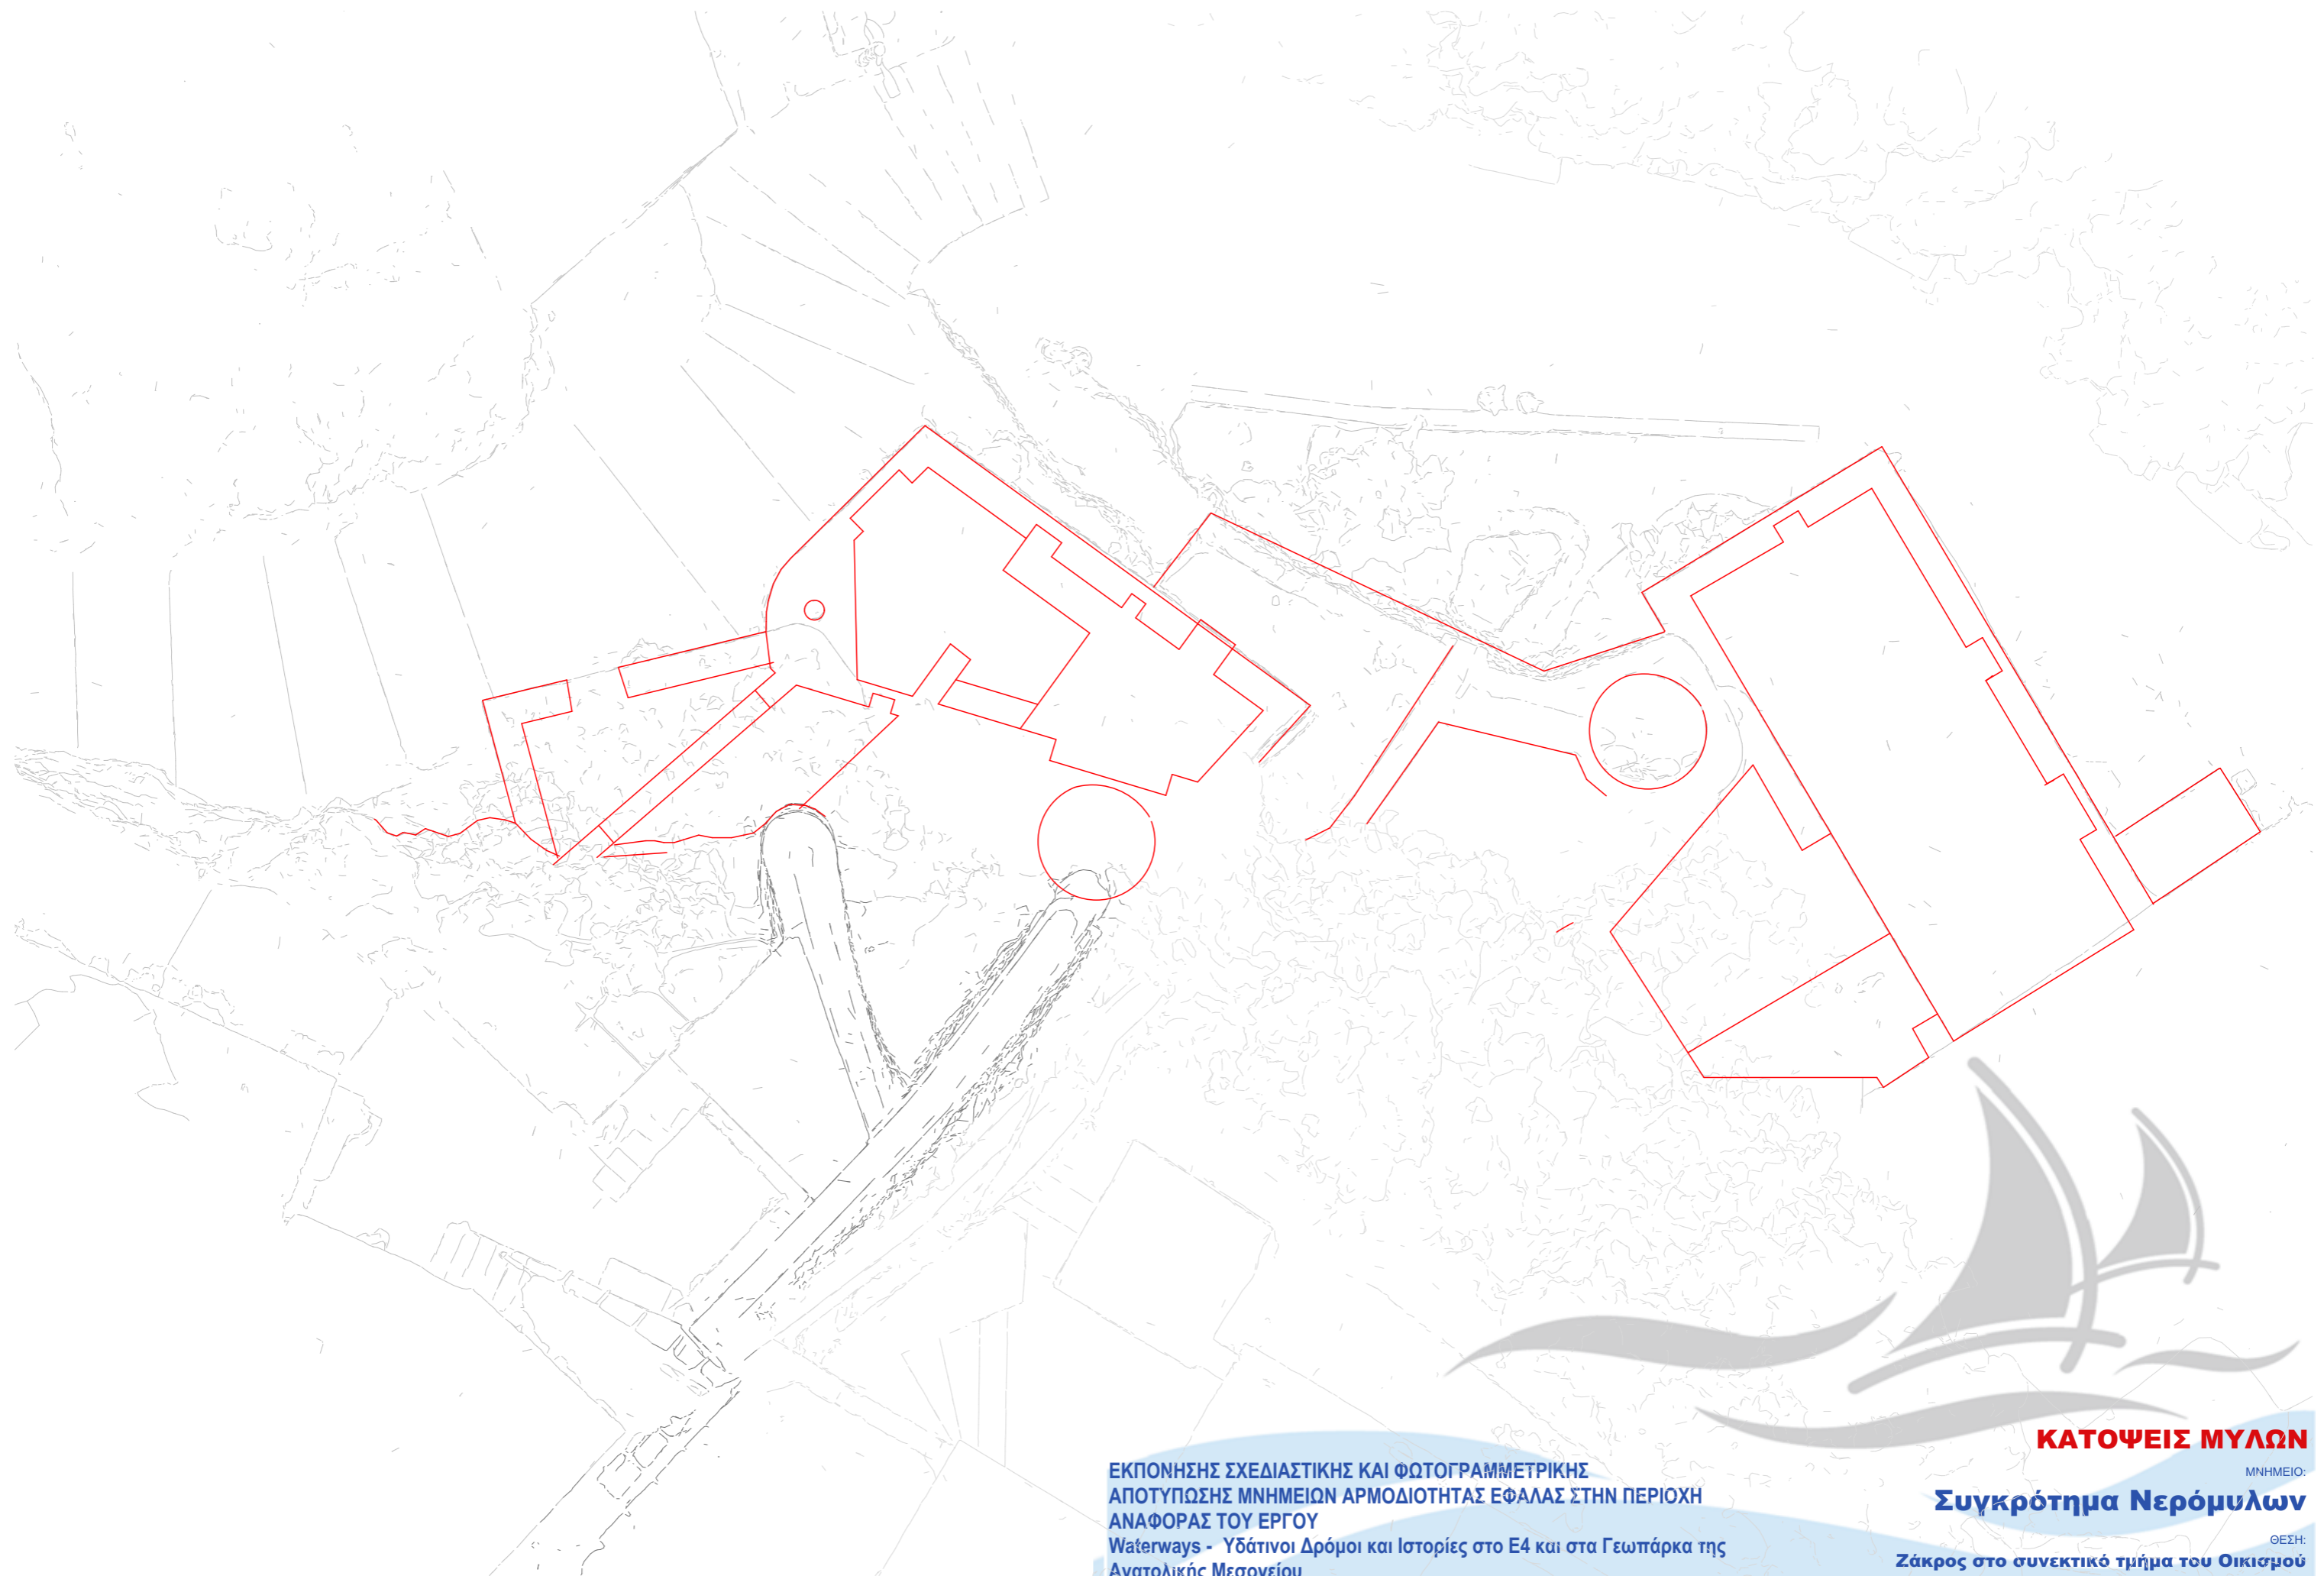 ΚΑΤΟΨΕΙΣ ΜΥΛΩΝ
ΜΝΗΜΕΙΟ:
Συγκρότημα Νερόμυλων
ΘΕΣΗ:
Ζάκρος στο συνεκτικό τμήμα του Οικισμού
ΕΚΠΟΝΗΣΗΣ ΣΧΕΔΙΑΣΤΙΚΗΣ ΚΑΙ ΦΩΤΟΓΡΑΜΜΕΤΡΙΚΗΣ
ΑΠΟΤΥΠΩΣΗΣ ΜΝΗΜΕΙΩΝ ΑΡΜΟΔΙΟΤΗΤΑΣ ΕΦΑΛΑΣ ΣΤΗΝ ΠΕΡΙΟΧΗ
ΑΝΑΦΟΡΑΣ ΤΟΥ ΕΡΓΟΥ
Waterways - Υδάτινοι Δρόμοι και Ιστορίες στο Ε4 και στα Γεωπάρκα της
Ανατολικής Μεσογείου